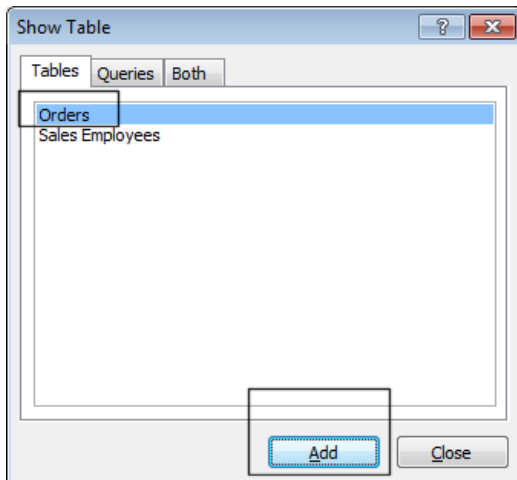 Show Table
Tables Queries Both
Orders
Sales Employees
Add Close